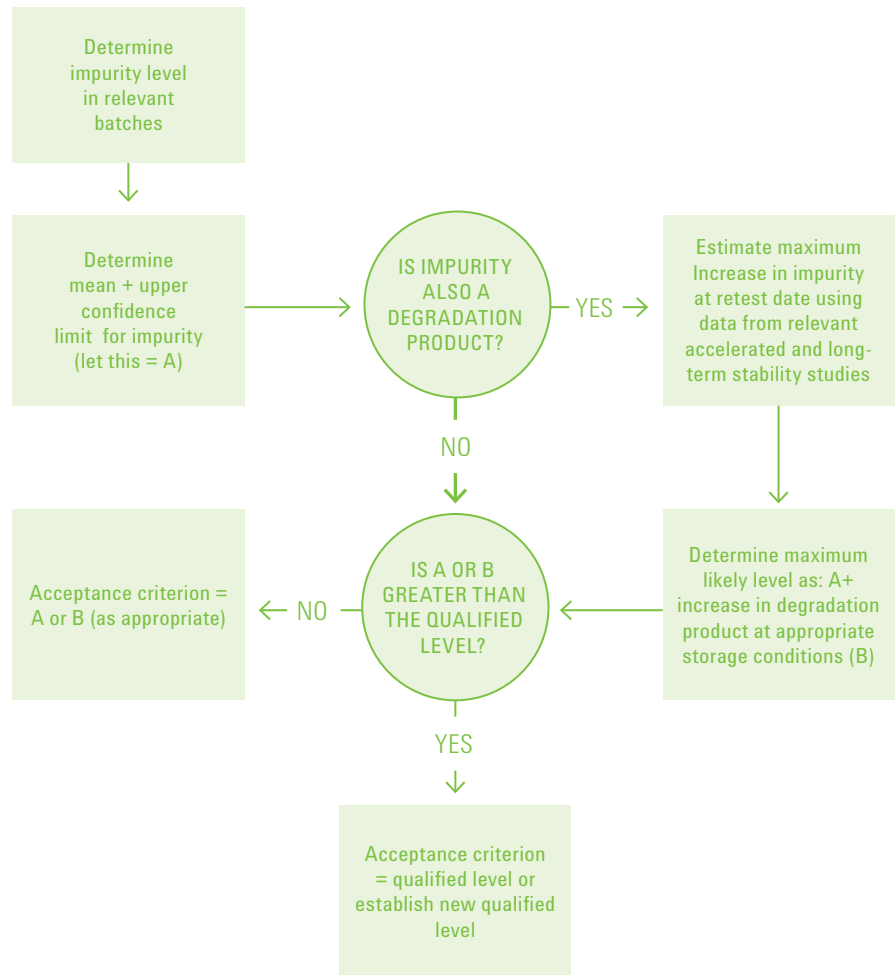 Determine
impurity level
in relevant
batches
Determine
mean + upper
confidence
limit for impurity
(let this = A)
IS IMPURITY
ALSO A
DEGRADATION
PRODUCT?
YES
Estimate maximum
Increase in impurity
at retest date using
data from relevant
accelerated and long-
term stability studies
NO
Determine maximum
likely level as: A+
increase in degradation
product at appropriate
storage conditions (B)
IS A OR B
GREATER THAN
THE QUALIFIED
LEVEL?
NO
Acceptance criterion =
A or B (as appropriate)
YES
Acceptance criterion
= qualified level or
establish new qualified
level